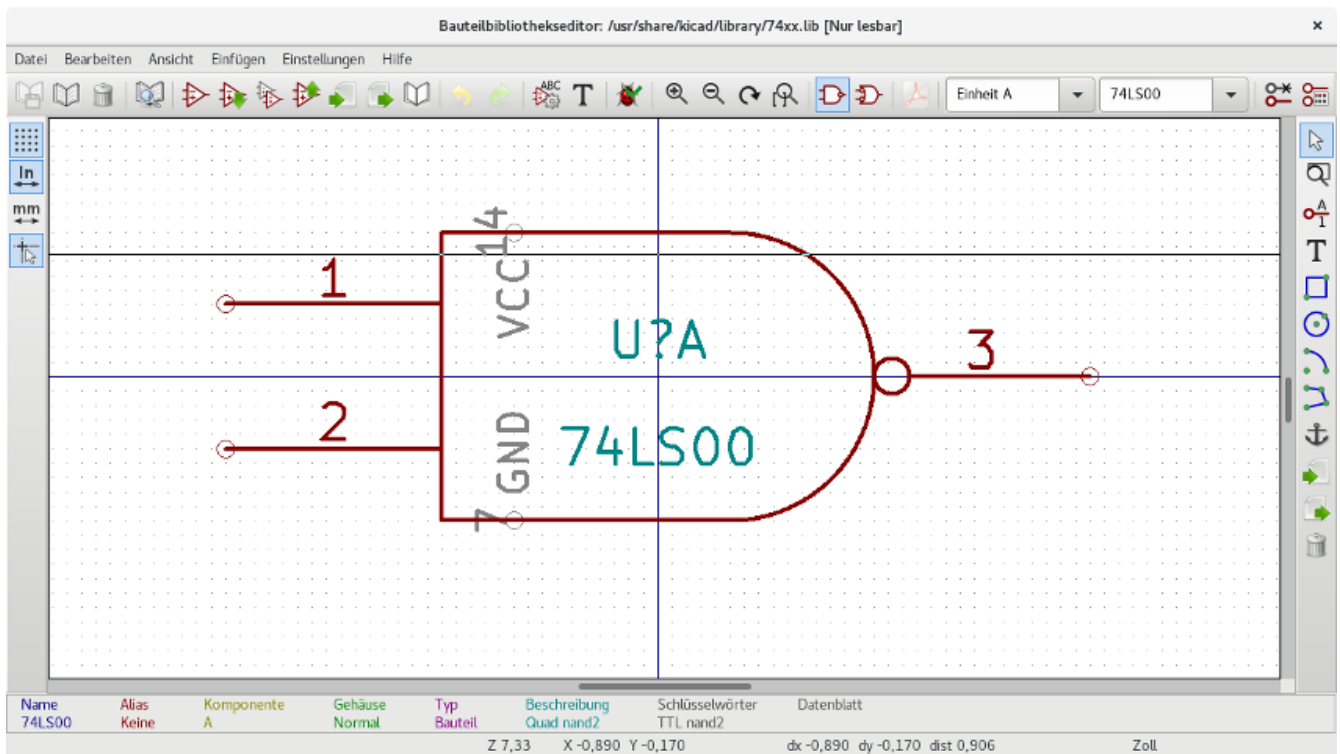 Bauteilbibliothekseditor: /usr/share/kicad/library/74xx.lib [Nur lesbar]
Datei Bearbeiten Ansicht Einfügen Einstellungen Hilfe
ABC T Einheit A 74LS00
In
mm
A
1
T
14
VCC
1
U?A
3
2
GND
74LS00
7
Name Alias Komponente Gehäuse Typ Beschreibung Schlüsselwörter Datenblatt
74LS00 Keine A Normal Bauteil Quad nand2 TTL nand2
Z 7,33 X -0,890 Y -0,170 dx -0,890 dy -0,170 dist 0,906 Zoll